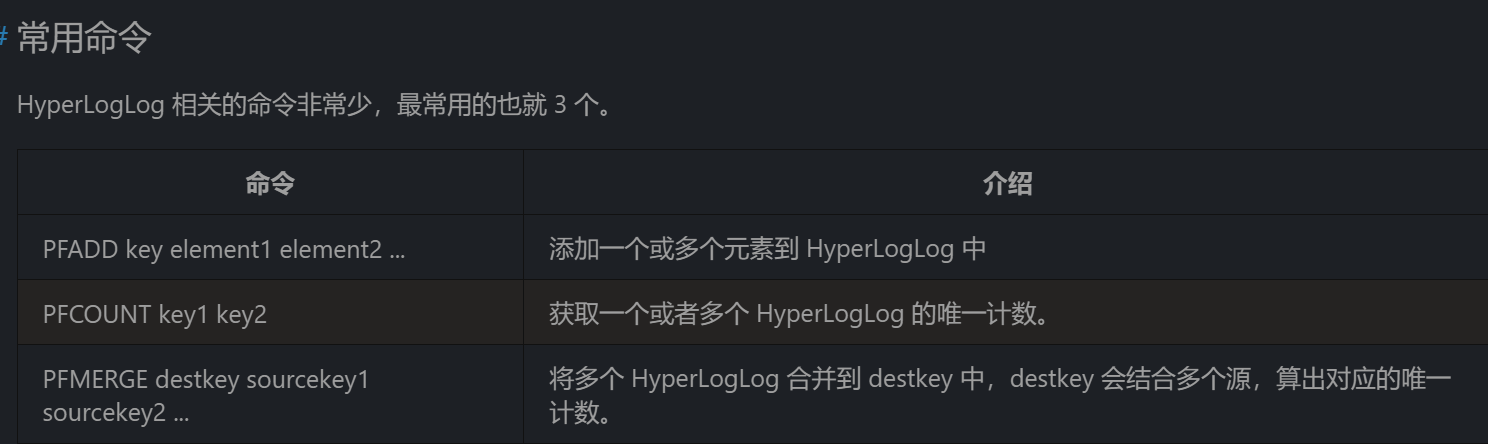 # 常用命令
HyperLogLog 相关的命令非常少，最常用的也就 3 个。
命令 介绍
PFADD key element1 element2 ... 添加一个或多个元素到 HyperLogLog 中
PFCOUNT key1 key2 获取一个或者多个 HyperLogLog 的唯一计数。
PFMERGE destkey sourcekey1
sourcekey2 ...
将多个 HyperLogLog 合并到 destkey 中，destkey 会结合多个源，算出对应的唯一
计数。